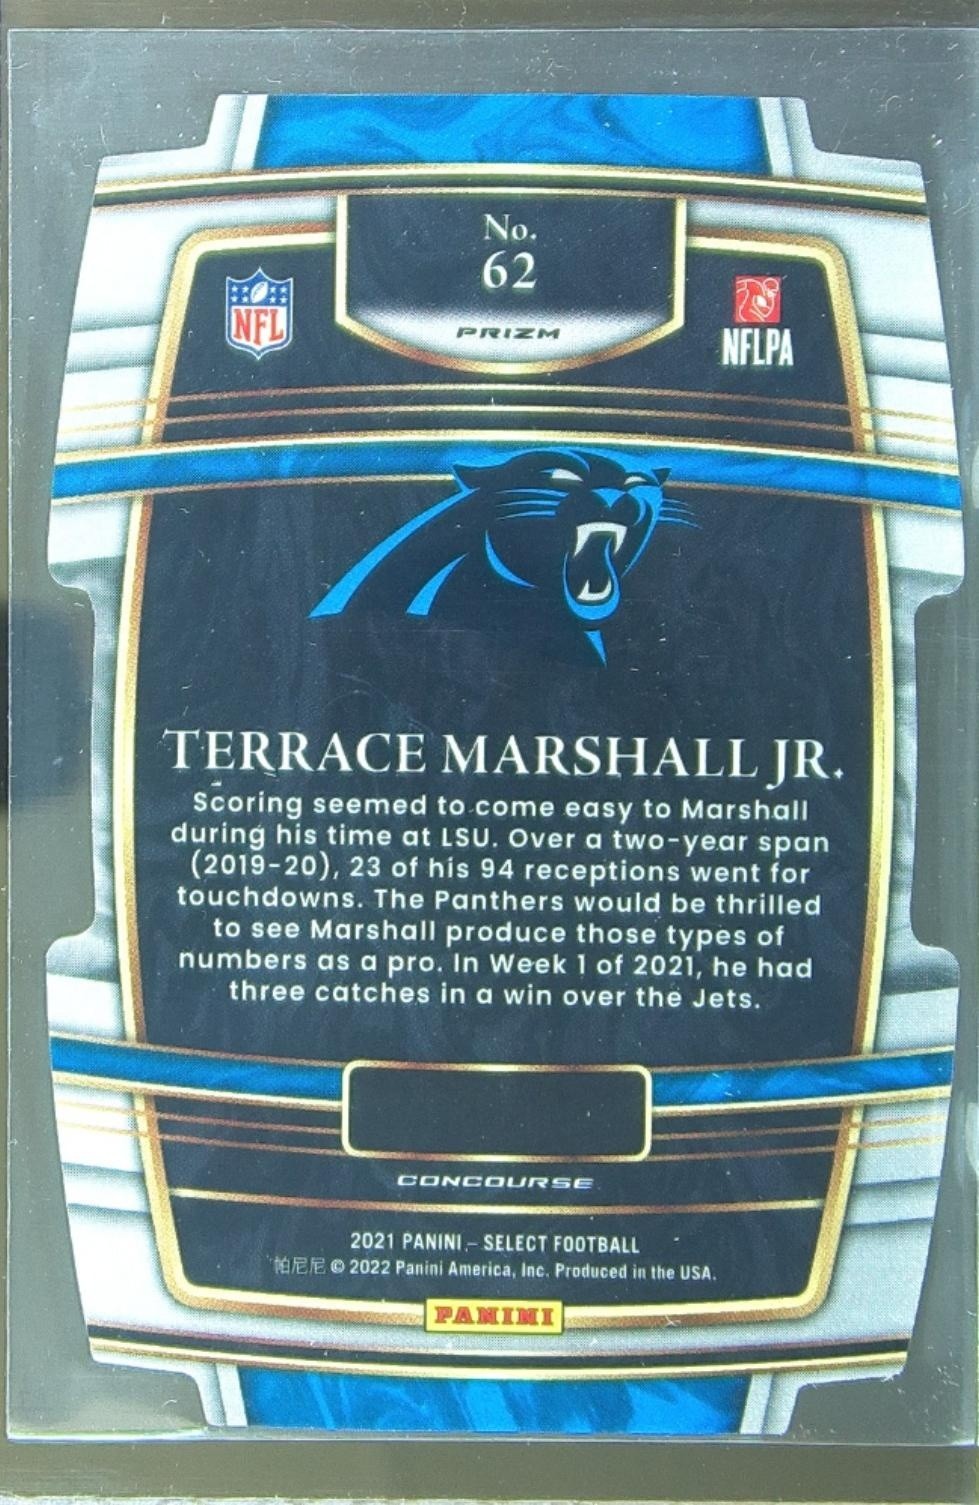 No.
62
PRIZM
NFL
NFLPA
TERRACE MARSHALL JR.
Scoring seemed to come easy to Marshall
during his time at LSU. Over a two-year span
(2019-20), 23 of his 94 receptions went for
touchdowns. The Panthers would be thrilled
to see Marshall produce those types of
numbers as a pro. In Week 1 of 2021, he had
three catches in a win over the Jets.
CONCOURSE
2021 PANINI - SELECT FOOTBALL
帕尼尼 © 2022 Panini America, Inc. Produced in the USA.
PANINI